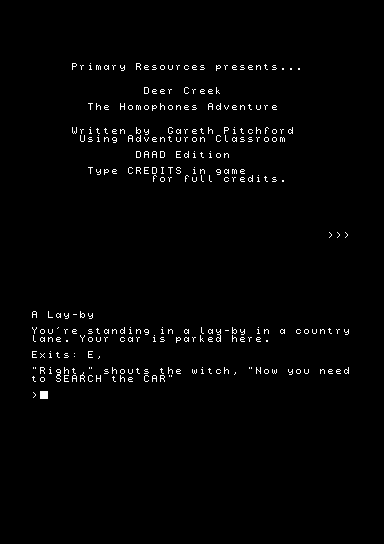 Primary Resources presents...
Deer Creek
The Homophones Adventure
Written by  Gareth Pitchford
Using Adventuron Classroom
DAAD Edition
Type CREDITS in game
for full credits.
>>>
A Lay-by
You're standing in a lay-by in a country
lane. Your car is parked here.
Exits: E,
"Right," shouts the witch, "Now you need
to SEARCH the CAR"
>